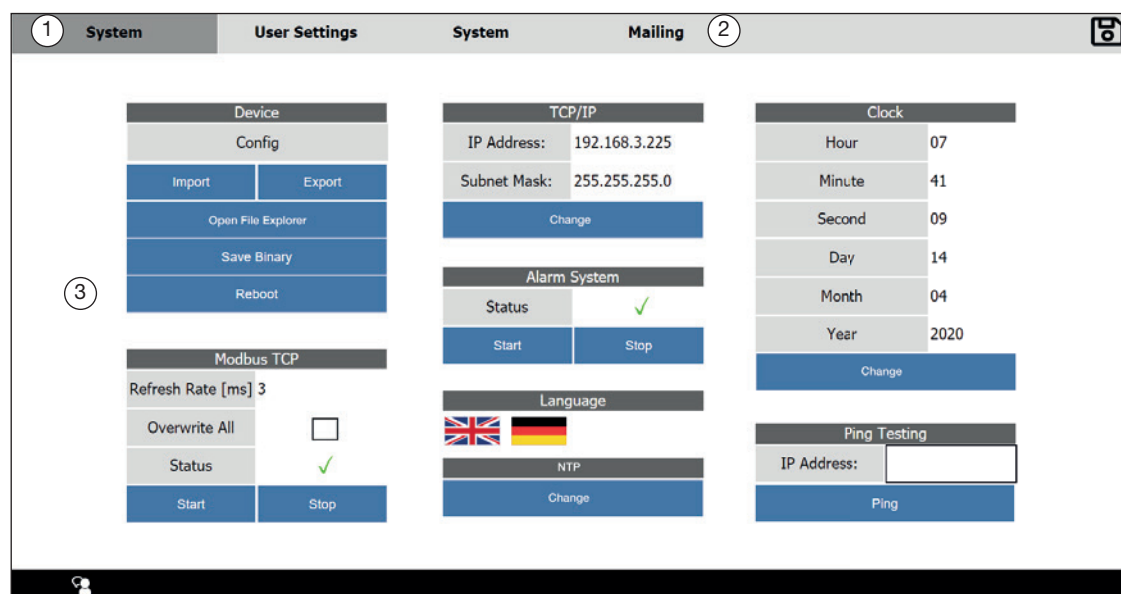 1 System User Settings System Mailing 2
Device
Config
Import Export
Open File Explorer
Save Binary
3 Reboot
Modbus TCP
Refresh Rate [ms] 3
Overwrite All
Status ✓
Start Stop
TCP/IP
IP Address: 192.168.3.225
Subnet Mask: 255.255.255.0
Change
Alarm System
Status ✓
Start Stop
Language
NTP
Change
Clock
Hour 07
Minute 41
Second 09
Day 14
Month 04
Year 2020
Change
Ping Testing
IP Address:
Ping